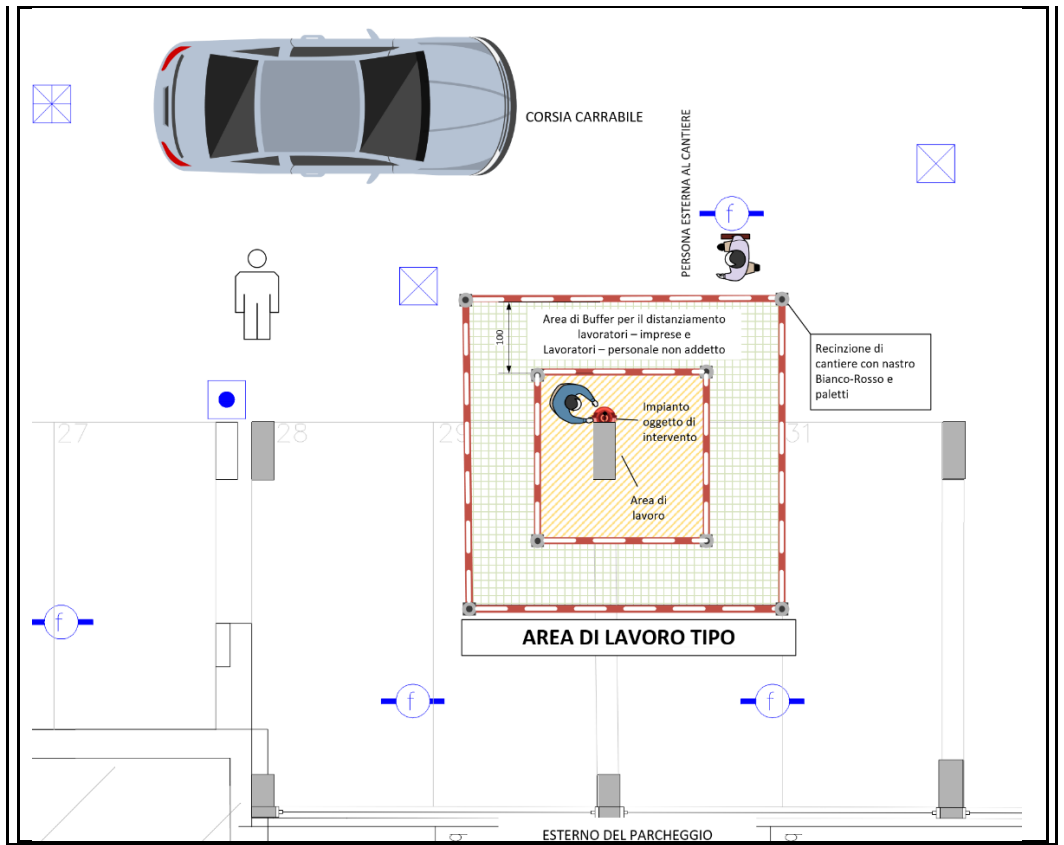 CORSIA CARRABILE
PERSONA ESTERNA AL CANTIERE
f
Area di Buffer per il distanziamento
lavoratori – imprese e
Lavoratori – personale non addetto
100
Recinzione di
cantiere con nastro
Bianco-Rosso e
paletti
Impianto
oggetto di
intervento
27
28
29
31
Area di
lavoro
f
AREA DI LAVORO TIPO
f
f
ESTERNO DEL PARCHEGGIO